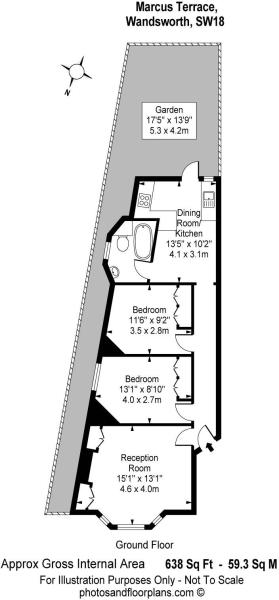 Marcus Terrace,
Wandsworth, SW18
N
Garden
17'5" x 13'9"
5.3 x 4.2m
Dining
Room/
Kitchen
13'5" x 10'2"
4.1 x 3.1m
Bedroom
11'6" x 9'2"
3.5 x 2.8m
Bedroom
13'1" x 8'10"
4.0 x 2.7m
Reception
Room
15'1" x 13'1"
4.6 x 4.0m
Ground Floor
Approx Gross Internal Area 638 Sq Ft - 59.3 Sq M
For Illustration Purposes Only - Not To Scale
photosandfloorplans.com ©